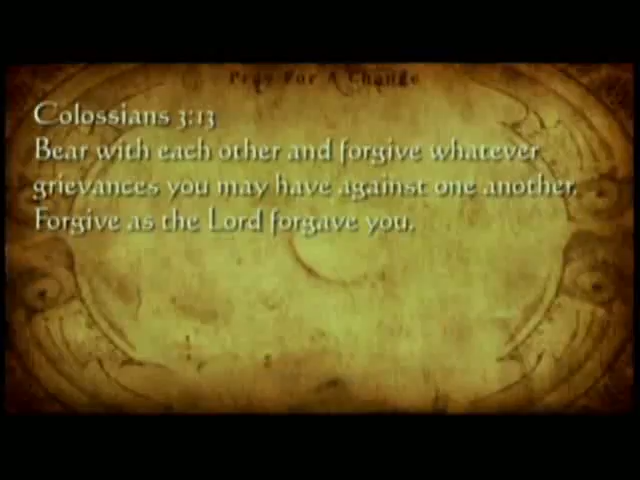 Pray For A Change
Colossians 3:13
Bear with each other and forgive whatever
grievances you may have against one another.
Forgive as the Lord forgave you.